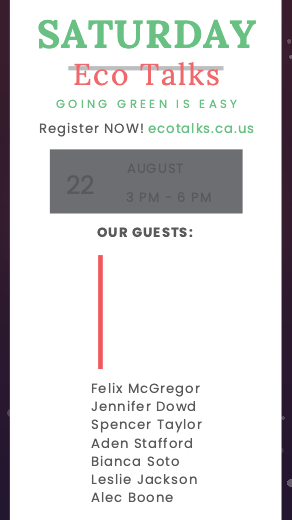 SATURDAY
Eco Talks
GOING GREEN IS EASY
Register NOW! ecotalks.ca.us
22
AUGUST
3 PM - 6 PM
OUR GUESTS:
Felix McGregor
Jennifer Dowd
Spencer Taylor
Aden Stafford
Bianca Soto
Leslie Jackson
Alec Boone